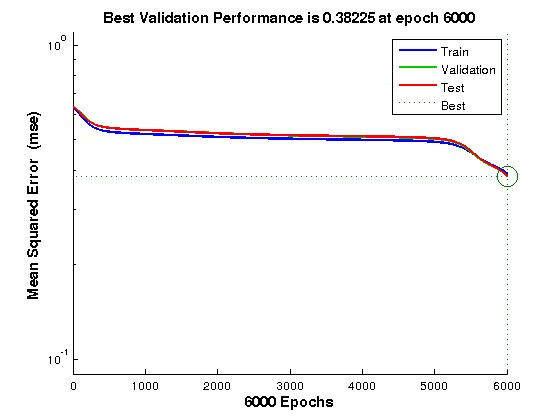 Best Validation Performance is 0.38225 at epoch 6000
10^0
Train
Validation
Test
Best
Mean Squared Error (mse)
10^-1
0 1000 2000 3000 4000 5000 6000
6000 Epochs